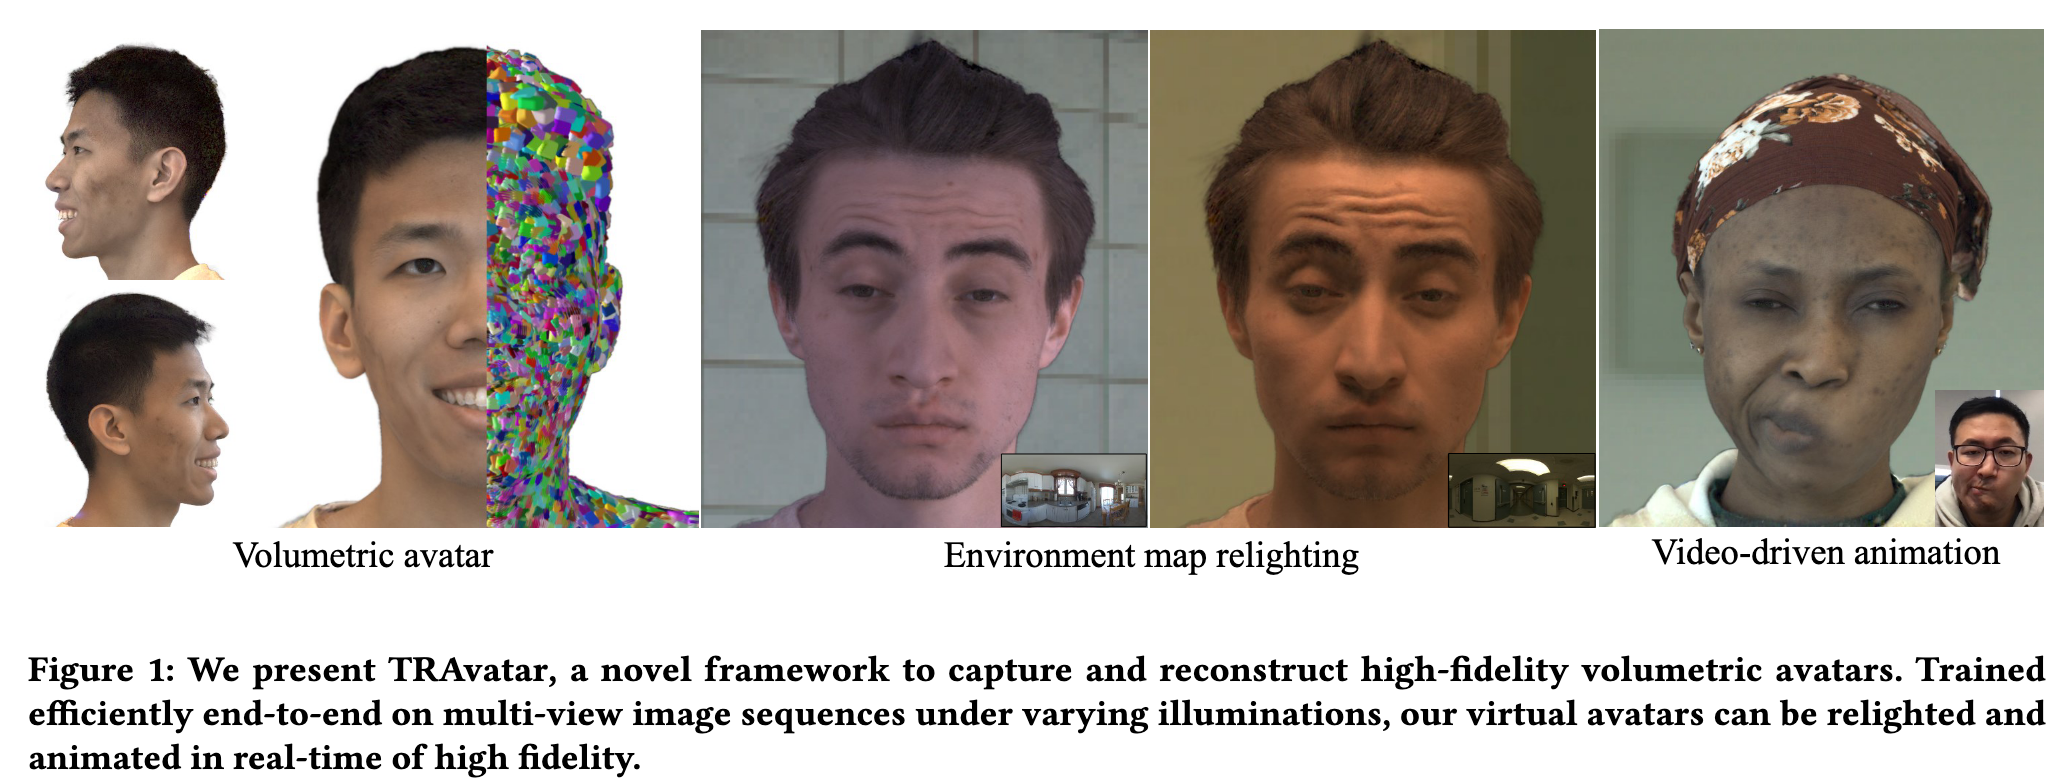 Volumetric avatar
Environment map relighting
Video-driven animation
Figure 1: We present TRAvatar, a novel framework to capture and reconstruct high-fidelity volumetric avatars. Trained
efficiently end-to-end on multi-view image sequences under varying illuminations, our virtual avatars can be relighted and
animated in real-time of high fidelity.